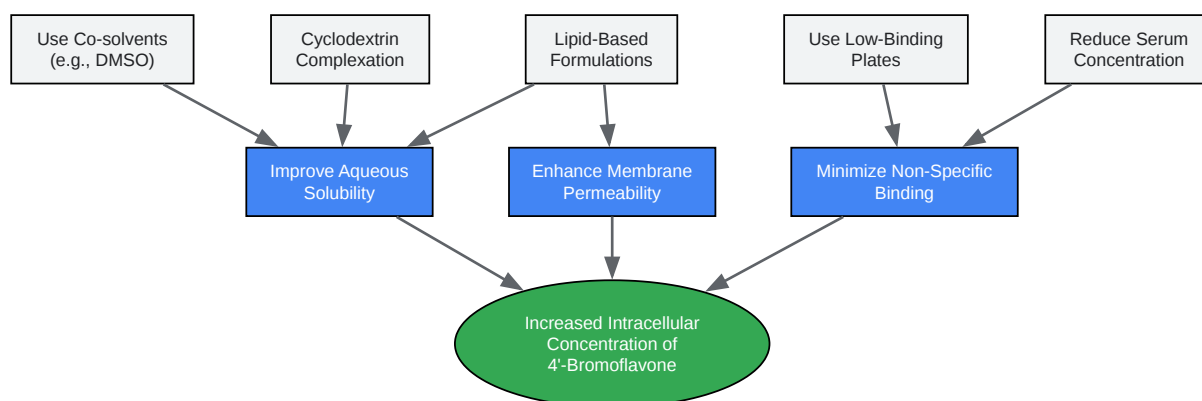 Use Co-solvents
(e.g., DMSO)
Cyclodextrin
Complexation
Lipid-Based
Formulations
Use Low-Binding
Plates
Reduce Serum
Concentration
Improve Aqueous
Solubility
Enhance Membrane
Permeability
Minimize Non-Specific
Binding
Increased Intracellular
Concentration of
4'-Bromoflavone